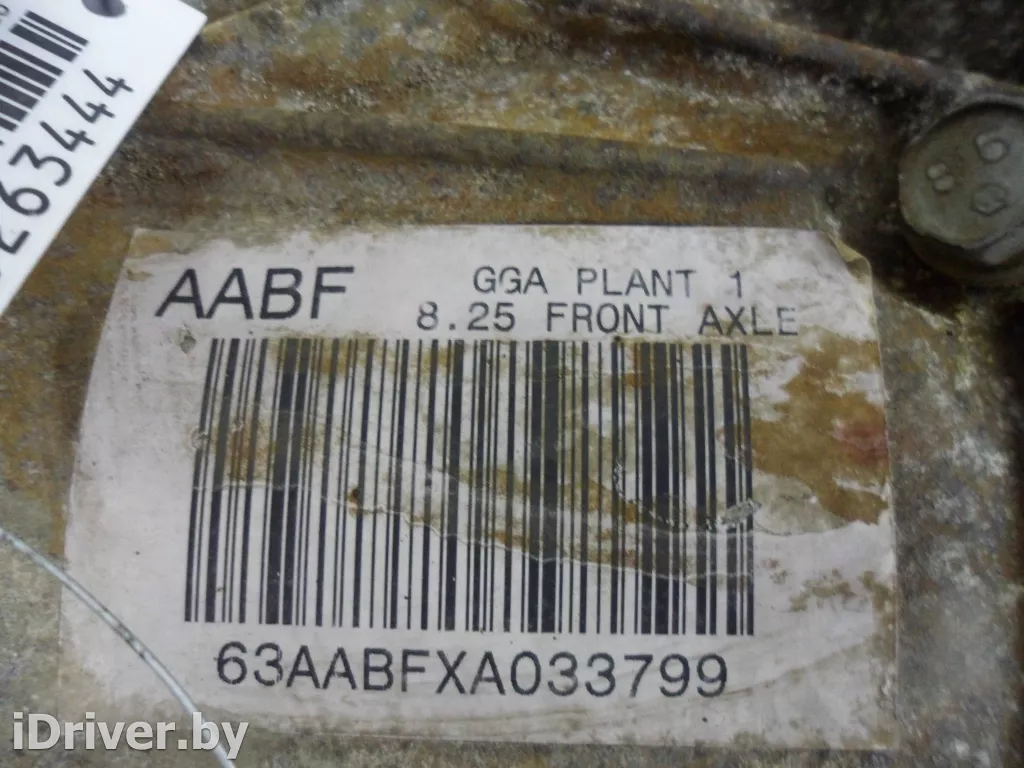 263444
AABF
GGA PLANT 1
8.25 FRONT AXLE
63AABFXA033799
iDriver.by